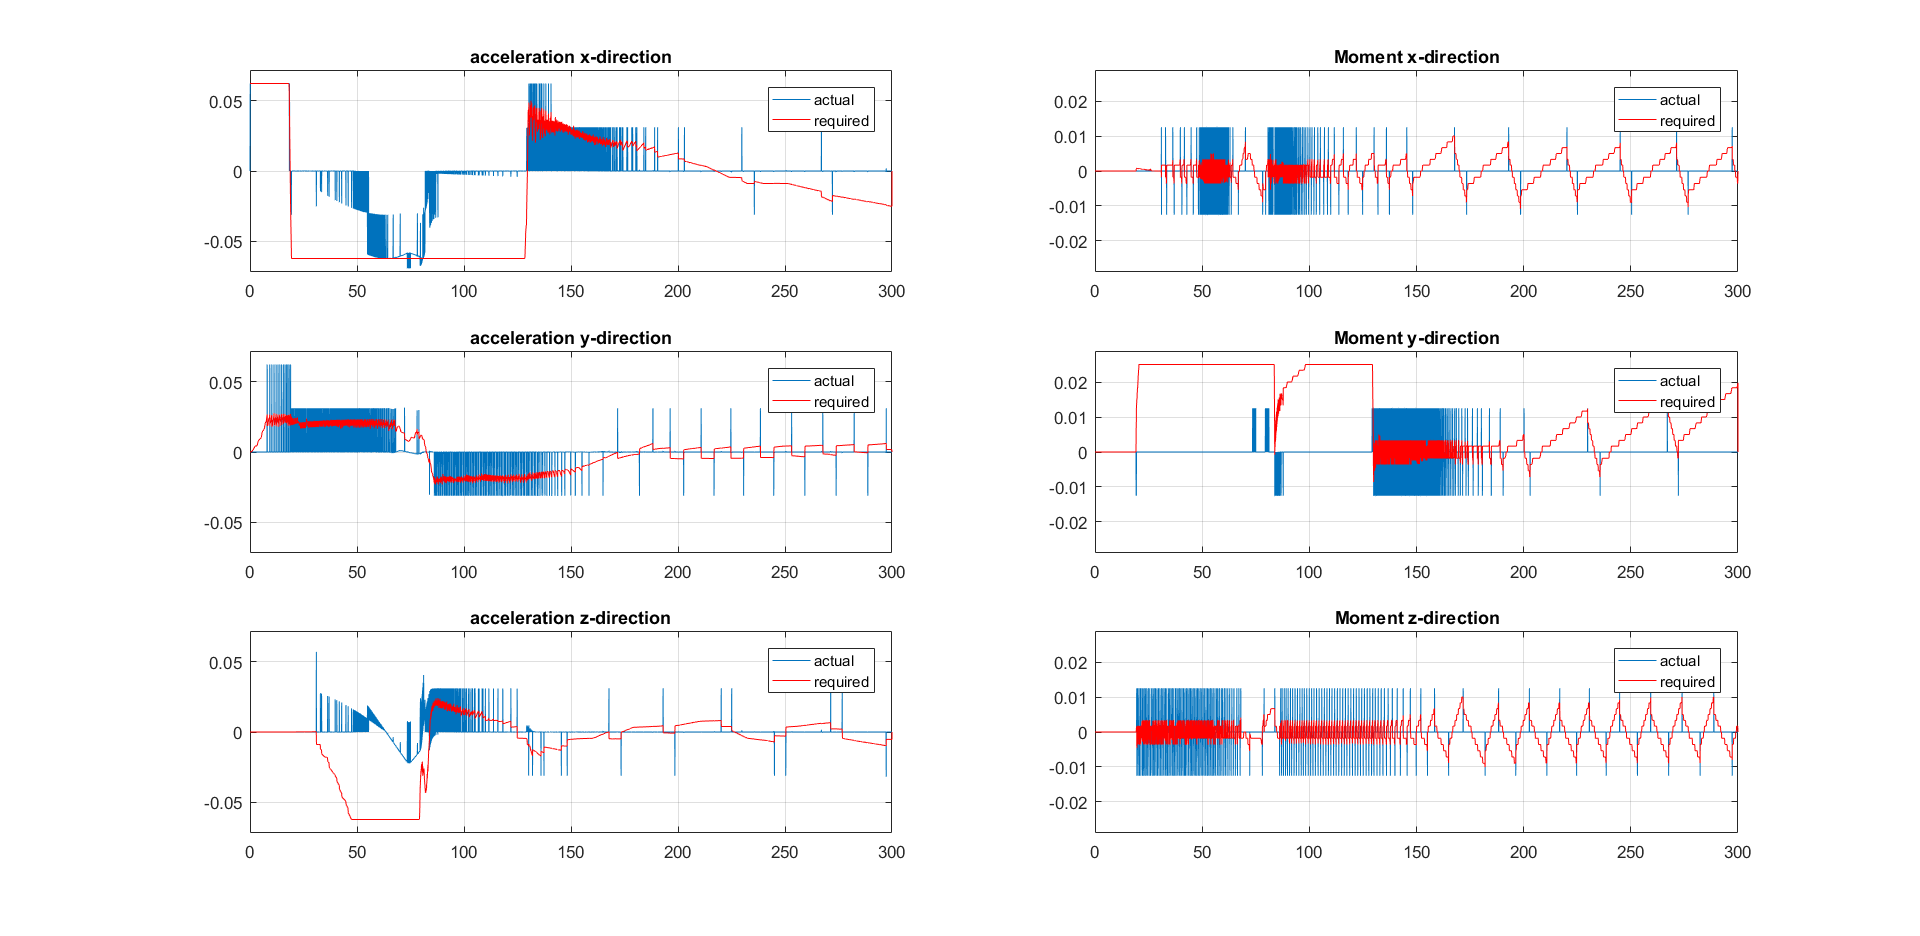 acceleration x-direction
0.05
0
-0.05
actual
required
0 50 100 150 200 250 300
Moment x-direction
0.02
0.01
0
-0.01
-0.02
actual
required
0 50 100 150 200 250 300
acceleration y-direction
0.05
0
-0.05
actual
required
0 50 100 150 200 250 300
Moment y-direction
0.02
0.01
0
-0.01
-0.02
actual
required
0 50 100 150 200 250 300
acceleration z-direction
0.05
0
-0.05
actual
required
0 50 100 150 200 250 300
Moment z-direction
0.02
0.01
0
-0.01
-0.02
actual
required
0 50 100 150 200 250 300